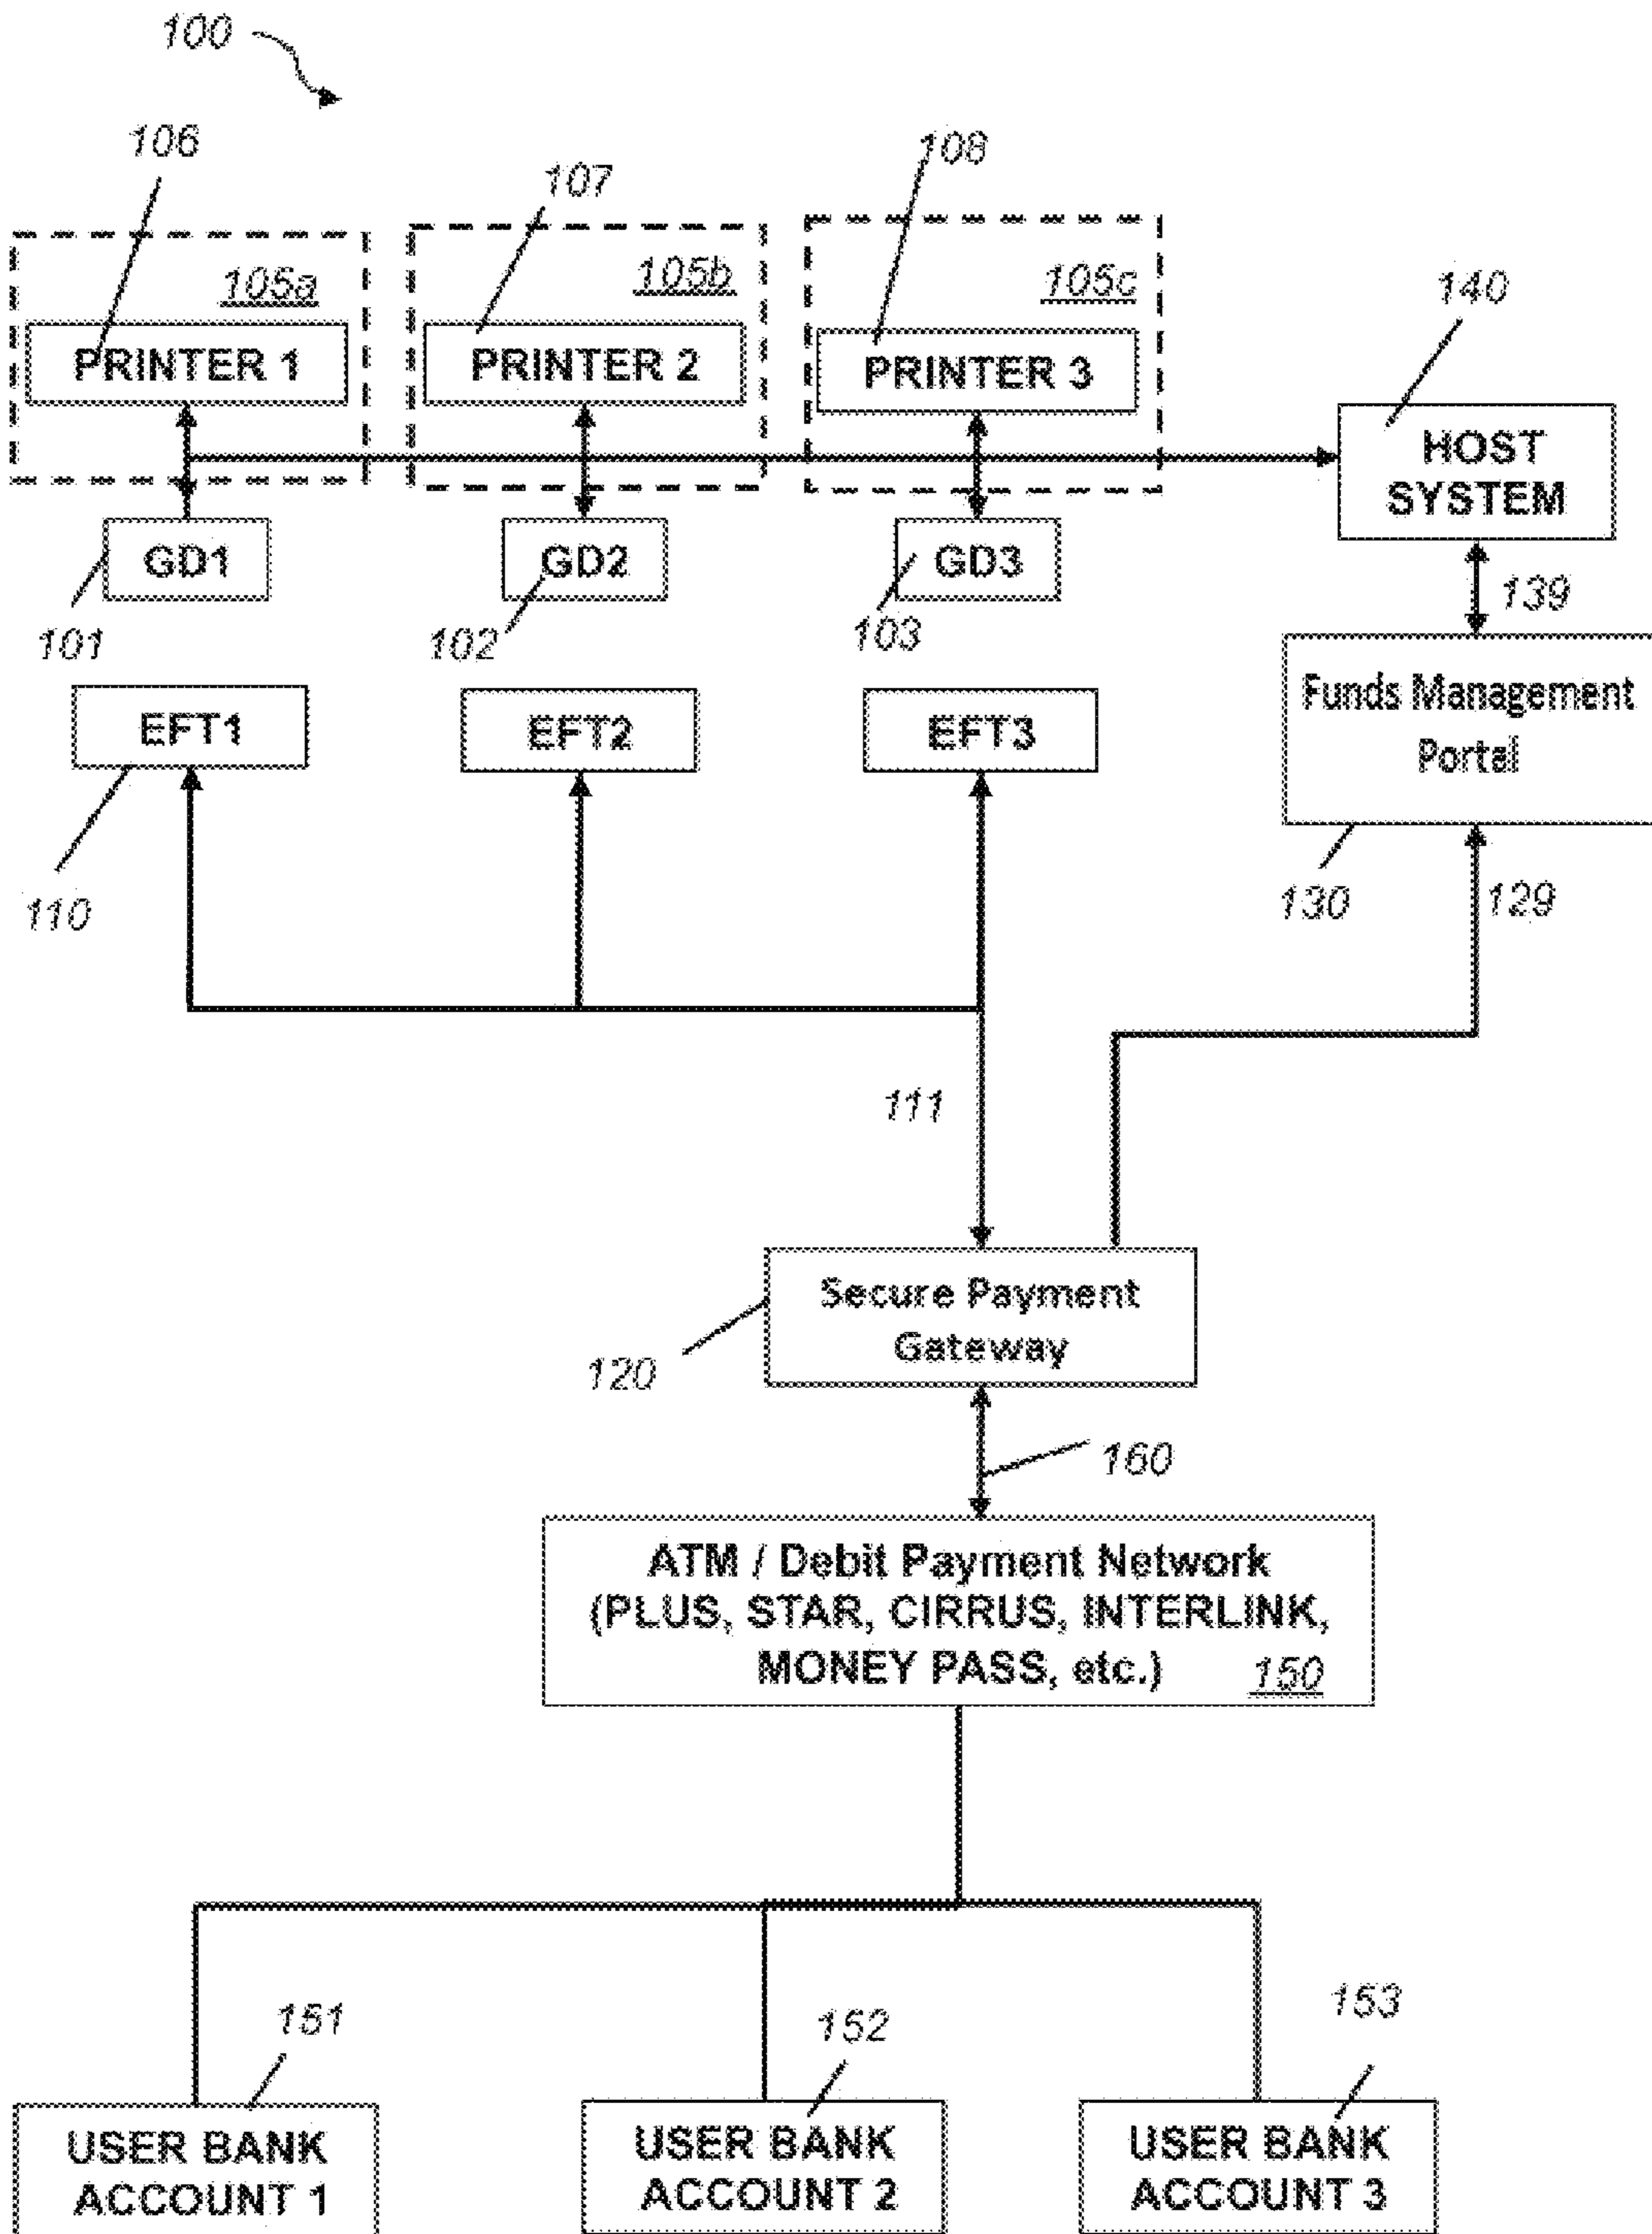 100
106
107
108
105a
105b
105c
140
PRINTER 1
PRINTER 2
PRINTER 3
HOST
SYSTEM
GD1
GD2
GD3
139
101
102
103
Funds Management
Portal
EFT1
EFT2
EFT3
110
130
129
111
Secure Payment
Gateway
120
160
ATM / Debit Payment Network
(PLUS, STAR, CIRRUS, INTERLINK,
MONEY PASS, etc.)
150
151
152
153
USER BANK
ACCOUNT 1
USER BANK
ACCOUNT 2
USER BANK
ACCOUNT 3